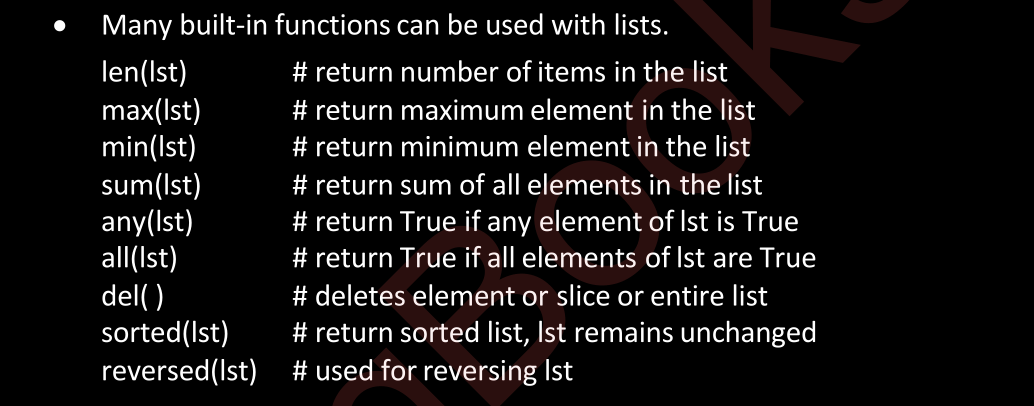 • Many built-in functions can be used with lists.
len(lst) # return number of items in the list
max(lst) # return maximum element in the list
min(lst) # return minimum element in the list
sum(lst) # return sum of all elements in the list
any(lst) # return True if any element of lst is True
all(lst) # return True if all elements of lst are True
del( ) # deletes element or slice or entire list
sorted(lst) # return sorted list, lst remains unchanged
reversed(lst) # used for reversing lst